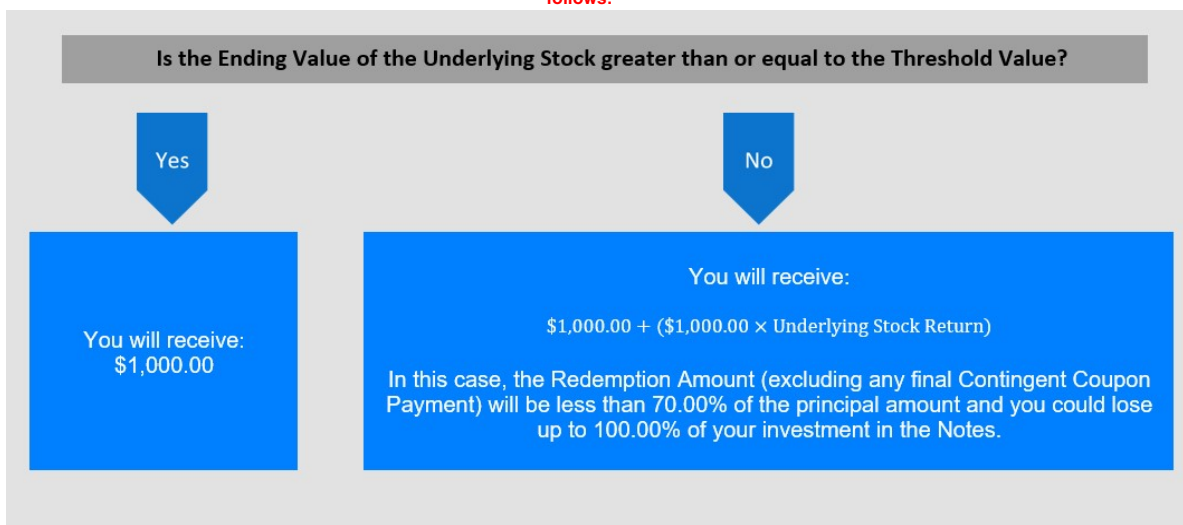 follows:
Is the Ending Value of the Underlying Stock greater than or equal to the Threshold Value?
Yes
No
You will receive:
$1,000.00
You will receive:
$1,000.00 + ($1,000.00 × Underlying Stock Return)
In this case, the Redemption Amount (excluding any final Contingent Coupon
Payment) will be less than 70.00% of the principal amount and you could lose
up to 100.00% of your investment in the Notes.